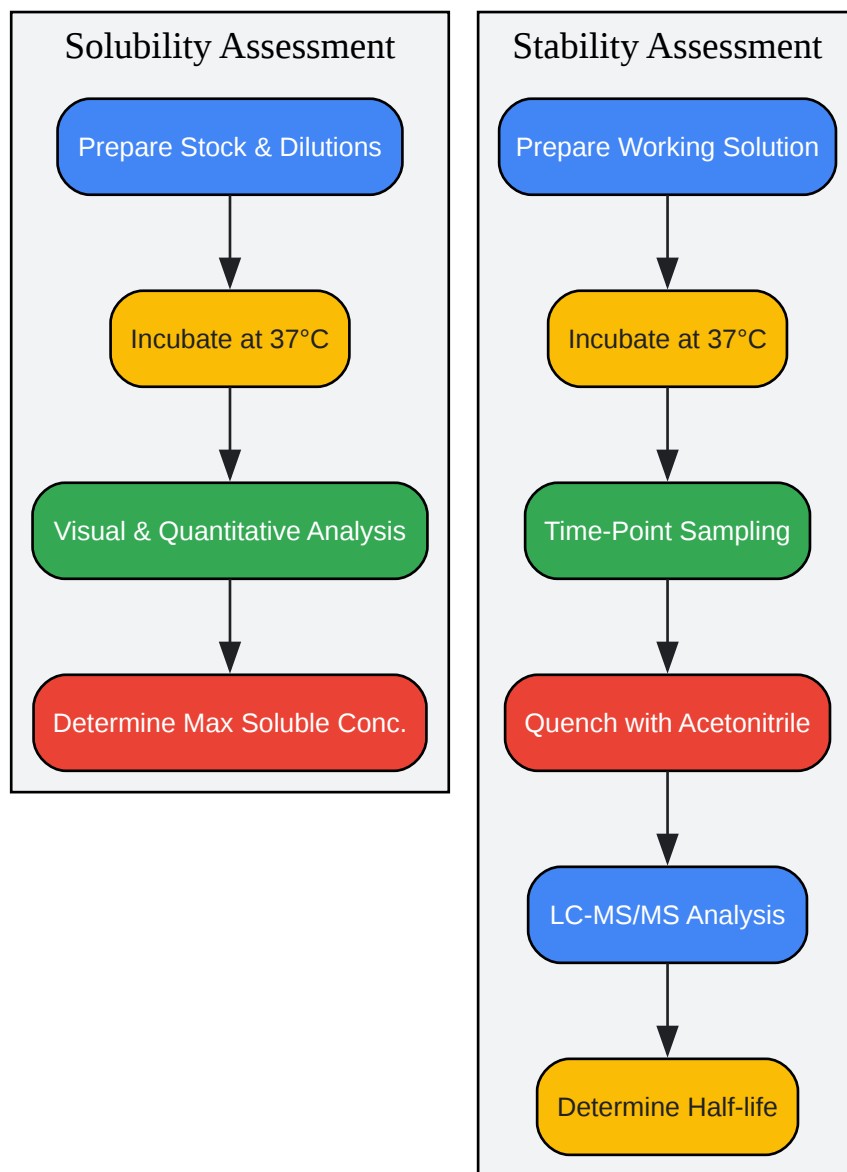 Solubility Assessment
Prepare Stock & Dilutions
Incubate at 37°C
Visual & Quantitative Analysis
Determine Max Soluble Conc.
Stability Assessment
Prepare Working Solution
Incubate at 37°C
Time-Point Sampling
Quench with Acetonitrile
LC-MS/MS Analysis
Determine Half-life